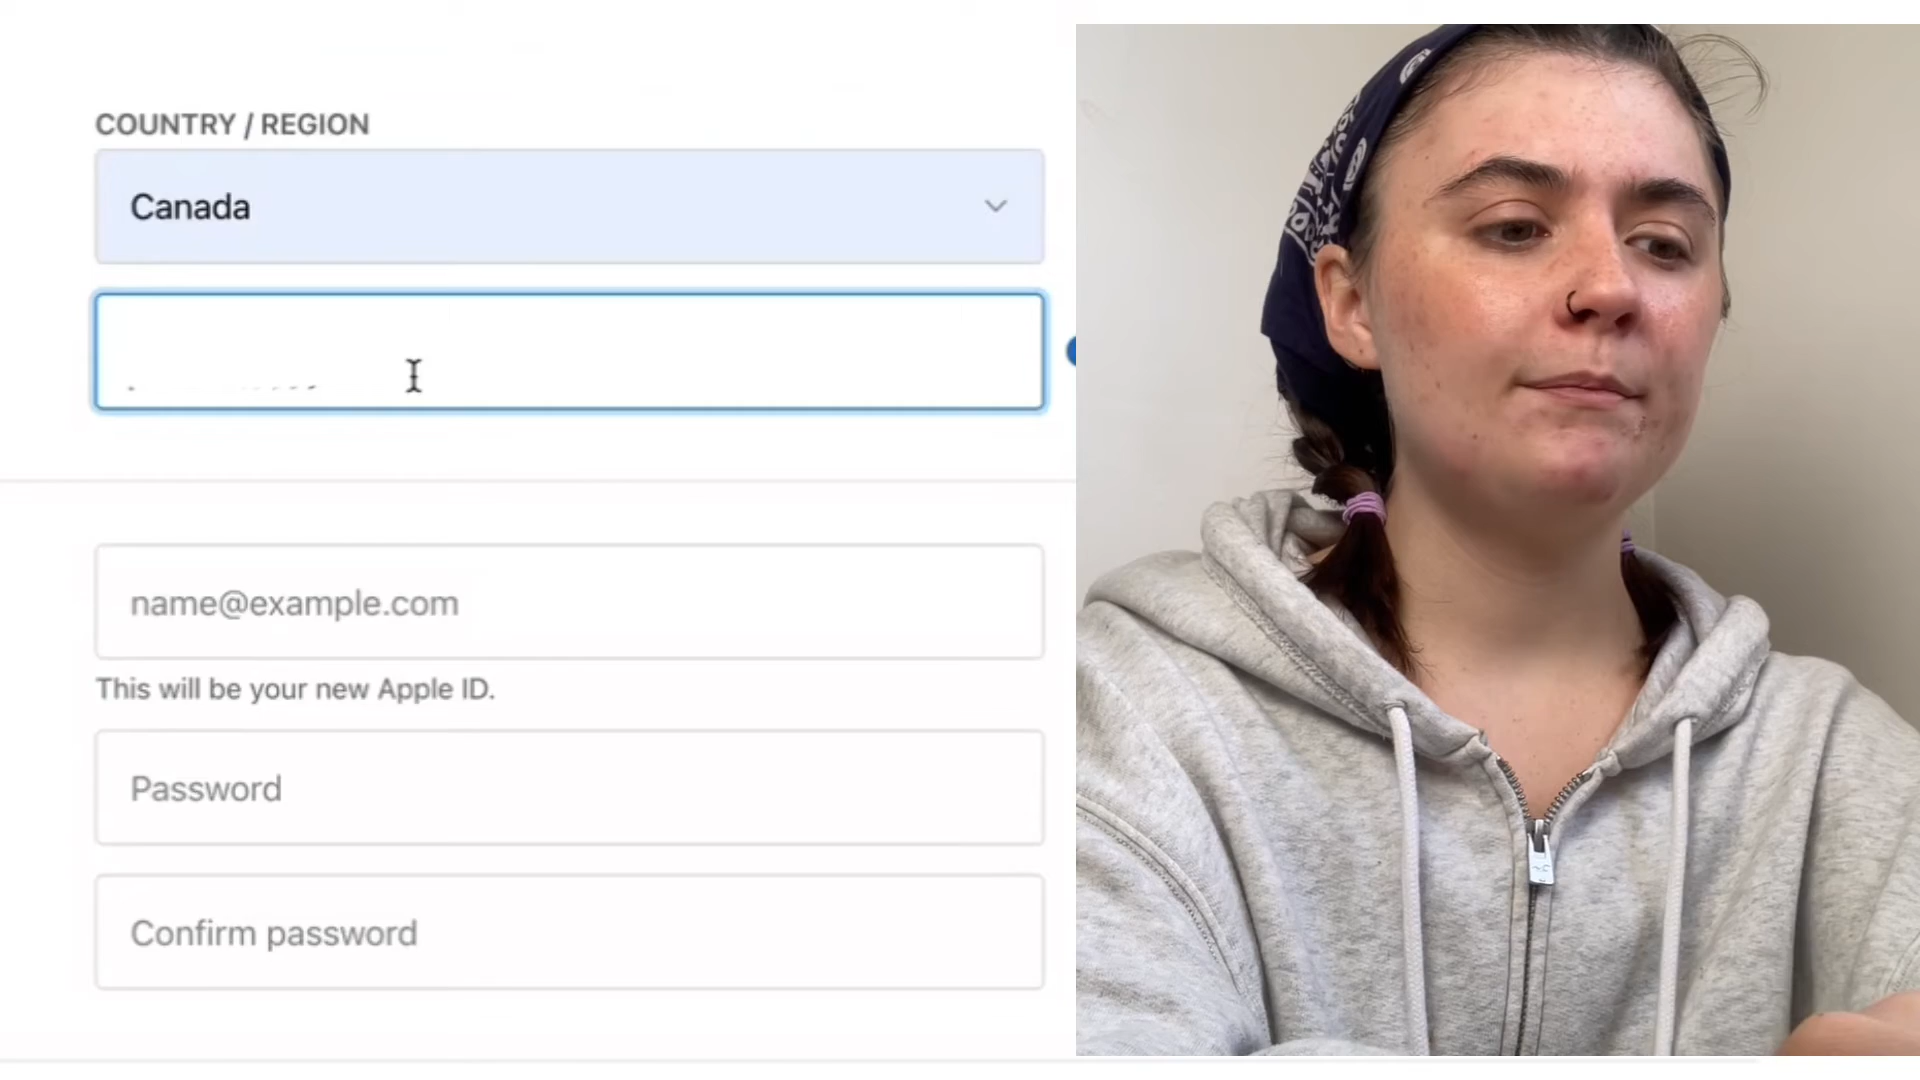 COUNTRY / REGION
Canada
name@example.com
This will be your new Apple ID.
Password
Confirm password